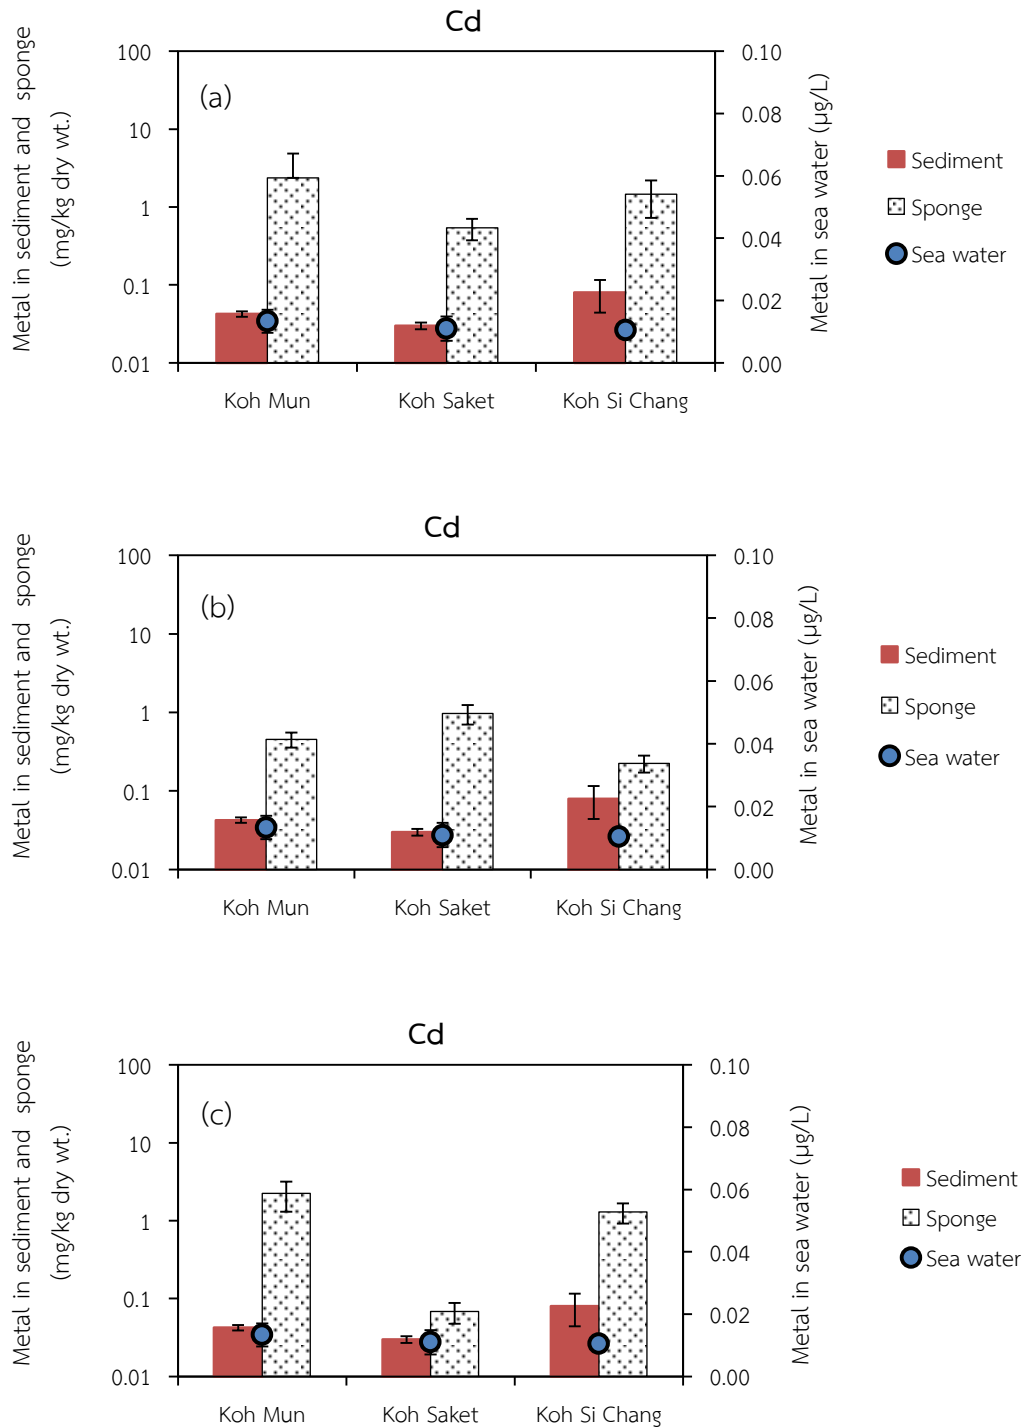 Cd
Metal in sediment and sponge
(mg/kg dry wt.)
100
10
1
0.1
0.01
(a)
0.10
0.08
0.06
0.04
0.02
0.00
Metal in sea water (µg/L)
Sediment
Sponge
Sea water
Koh Mun
Koh Saket
Koh Si Chang
Cd
Metal in sediment and sponge
(mg/kg dry wt.)
100
10
1
0.1
0.01
(b)
0.10
0.08
0.06
0.04
0.02
0.00
Metal in sea water (µg/L)
Sediment
Sponge
Sea water
Koh Mun
Koh Saket
Koh Si Chang
Cd
Metal in sediment and sponge
(mg/kg dry wt.)
100
10
1
0.1
0.01
(c)
0.10
0.08
0.06
0.04
0.02
0.00
Metal in sea water (µg/L)
Sediment
Sponge
Sea water
Koh Mun
Koh Saket
Koh Si Chang